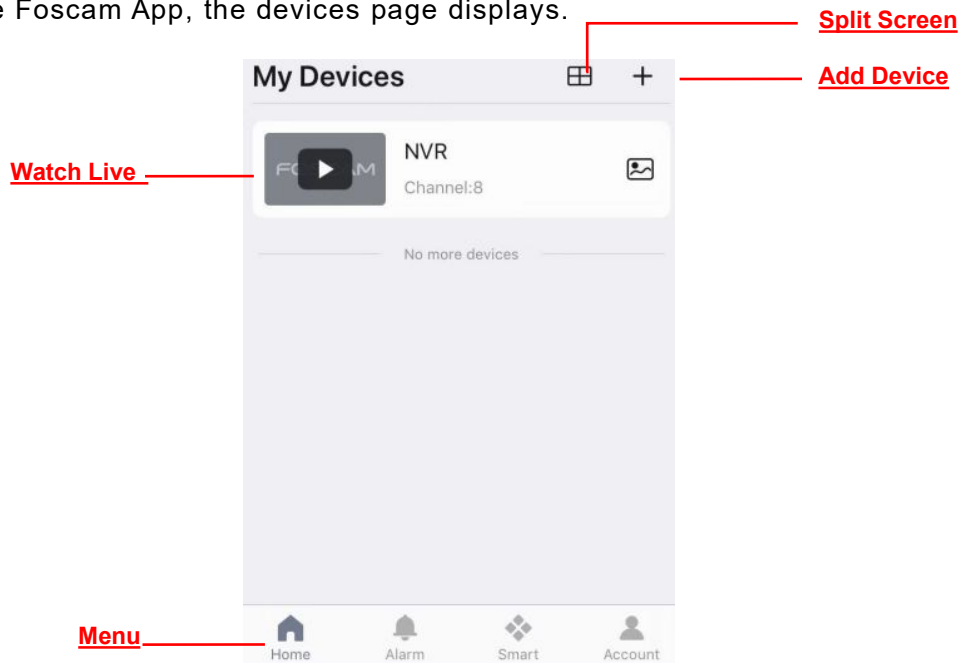 e Foscam App, the devices page displays.
Split Screen
My Devices
Add Device
NVR
Watch Live
Channel:8
No more devices
Menu
Home Alarm Smart Account